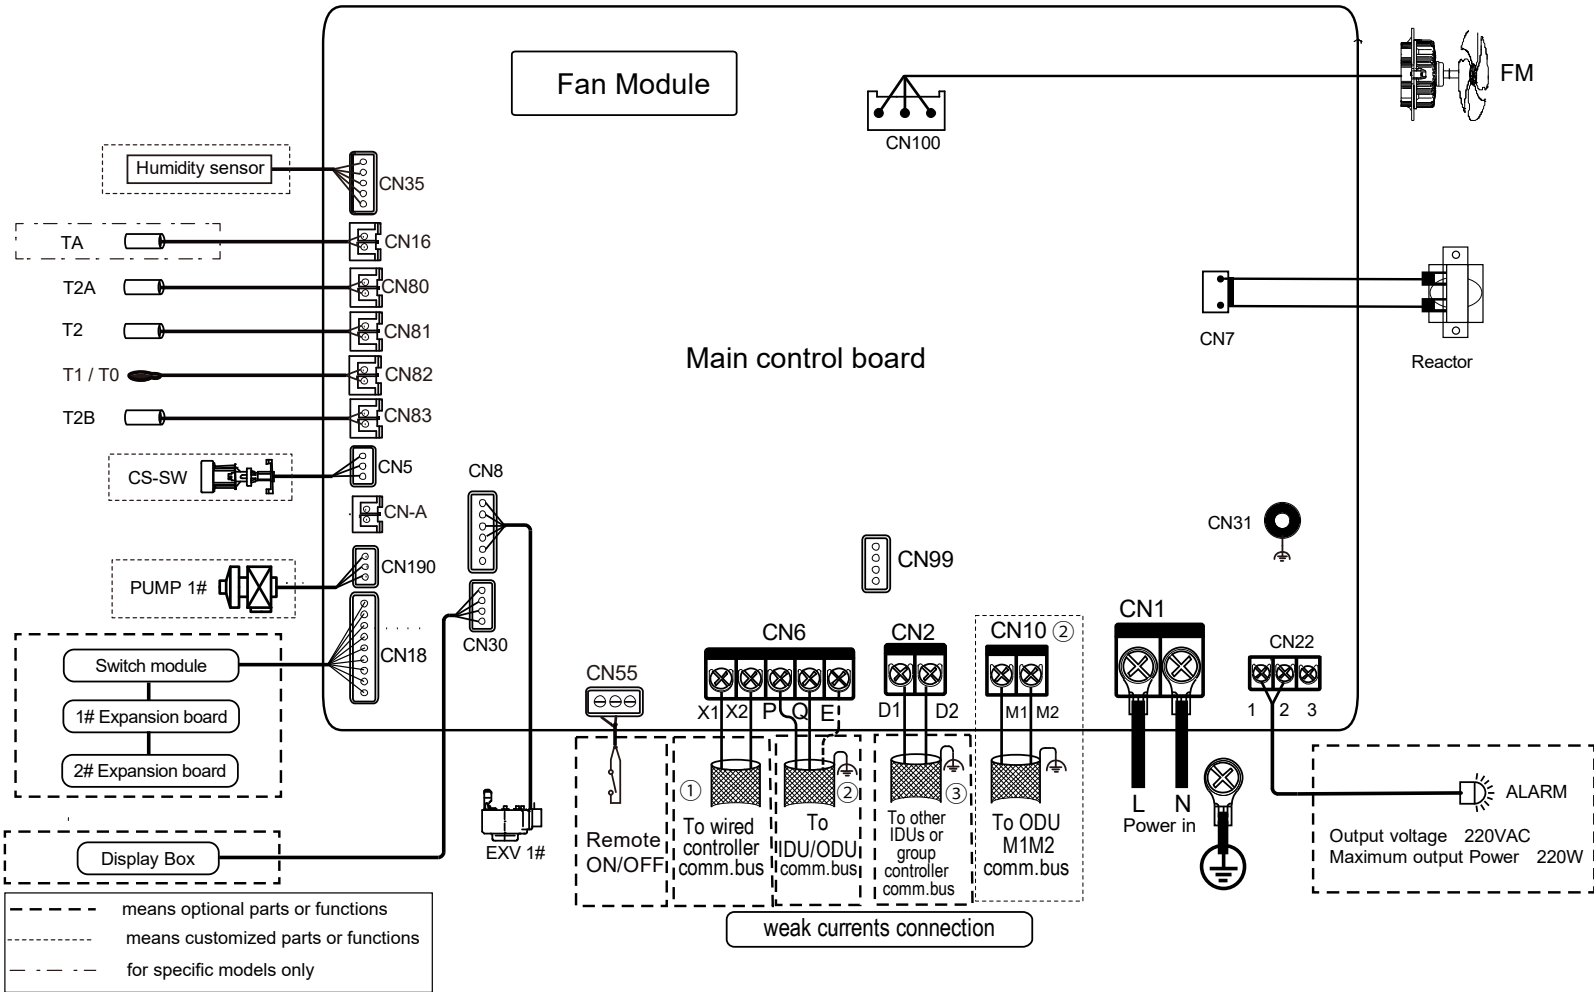 Fan Module
FM
CN100
Humidity sensor
CN35
TA
CN16
T2A
CN80
T2
CN81
T1 / T0
CN82
T2B
CN83
CS-SW
CN5
CN-A
PUMP 1#
CN190
Switch module
CN18
1# Expansion board
2# Expansion board
Display Box
CN8
CN30
EXV 1#
Main control board
CN7
Reactor
CN31
CN99
CN55
Remote
ON/OFF
CN6
X1 X2 P Q E
①
To wired
controller
comm.bus
②
To
IDU/ODU
comm.bus
CN2
D1 D2
③
To other
IDUs or
group
controller
comm.bus
CN10 ②
M1 M2
To ODU
M1M2
comm.bus
CN1
L N
Power in
CN22
1 2 3
ALARM
Output voltage 220VAC
Maximum output Power 220W
weak currents connection
means optional parts or functions
means customized parts or functions
for specific models only